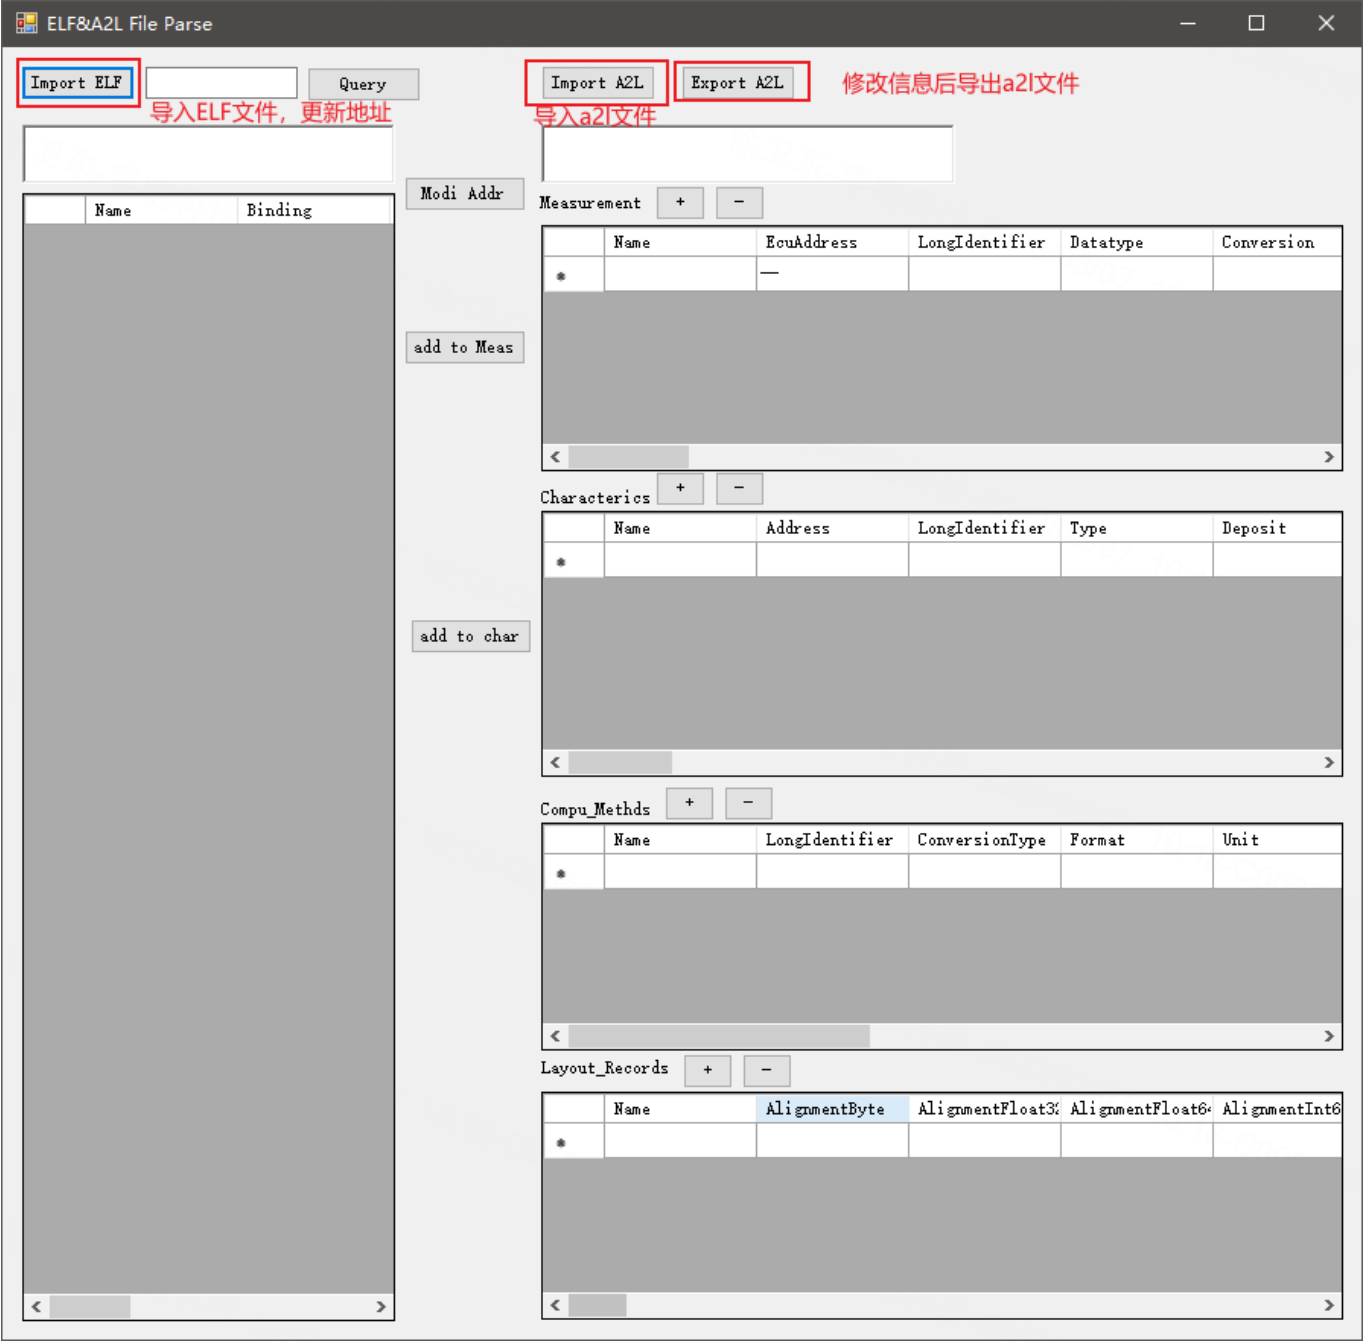 ELF&A2L File Parse
Import ELF
Query
Import A2L
Export A2L
修改信息后导出a2l文件
导入ELF文件，更新地址
导入a2l文件
Modi Addr
Name Binding
Measurement + -
Name EcuAddress LongIdentifier Datatype Conversion
* —
add to Meas
Characterics + -
Name Address LongIdentifier Type Deposit
*
add to char
Compu_Methds + -
Name LongIdentifier ConversionType Format Unit
*
Layout_Records + -
Name AlignmentByte AlignmentFloat32 AlignmentFloat64 AlignmentInt6
*